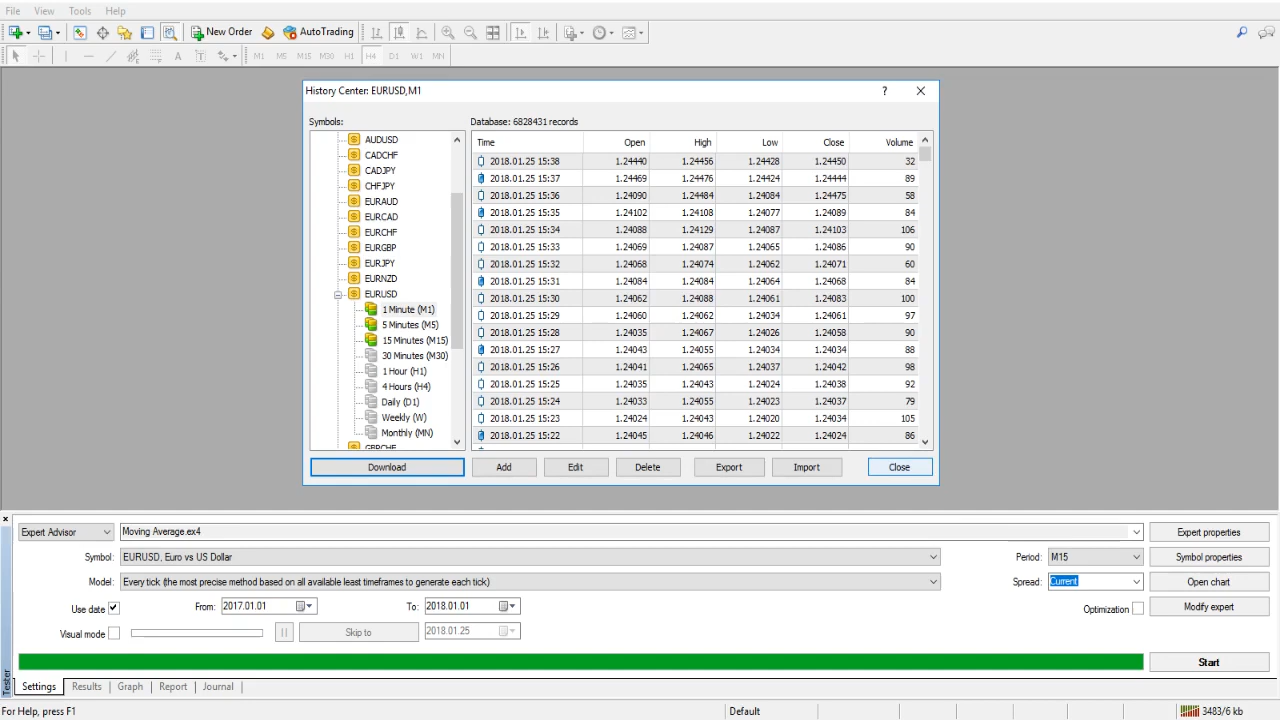 File View Tools Help
New Order AutoTrading
A T M1 M5 M15 M30 H1 H4 D1 W1 MN
History Center: EURUSD,M1 ?
Symbols: Database: 6828431 records
Time Open High Low Close Volume
AUDUSD
CADCHF
CADJPY
CHFJPY
EURAUD
EURCAD
EURCHF
EURGBP
EURJPY
EURNZD
EURUSD
1 Minute (M1)
5 Minutes (M5)
15 Minutes (M15)
30 Minutes (M30)
1 Hour (H1)
4 Hours (H4)
Daily (D1)
Weekly (W)
Monthly (MN)
GBPCHF
2018.01.25 15:38 1.24440 1.24456 1.24428 1.24450 32
2018.01.25 15:37 1.24469 1.24476 1.24424 1.24444 89
2018.01.25 15:36 1.24090 1.24484 1.24084 1.24475 58
2018.01.25 15:35 1.24102 1.24108 1.24077 1.24089 84
2018.01.25 15:34 1.24088 1.24129 1.24087 1.24103 106
2018.01.25 15:33 1.24069 1.24087 1.24065 1.24086 90
2018.01.25 15:32 1.24068 1.24074 1.24062 1.24071 60
2018.01.25 15:31 1.24084 1.24084 1.24064 1.24068 84
2018.01.25 15:30 1.24062 1.24088 1.24061 1.24083 100
2018.01.25 15:29 1.24060 1.24062 1.24034 1.24061 97
2018.01.25 15:28 1.24035 1.24067 1.24026 1.24058 90
2018.01.25 15:27 1.24043 1.24055 1.24034 1.24034 88
2018.01.25 15:26 1.24041 1.24065 1.24037 1.24042 98
2018.01.25 15:25 1.24035 1.24043 1.24024 1.24038 92
2018.01.25 15:24 1.24033 1.24055 1.24023 1.24037 79
2018.01.25 15:23 1.24024 1.24043 1.24020 1.24034 105
2018.01.25 15:22 1.24045 1.24046 1.24022 1.24024 86
Download Add Edit Delete Export Import Close
Expert Advisor Moving Average.ex4 Expert properties
Symbol: EURUSD, Euro vs US Dollar Period: M15 Symbol properties
Model: Every tick (the most precise method based on all available least timeframes to generate each tick) Spread: Current Open chart
Use date From: 2017.01.01 To: 2018.01.01 Optimization Modify expert
Visual mode Skip to 2018.01.25
Start
Tester
Settings Results Graph Report Journal
For Help, press F1 Default 3483/6 kb